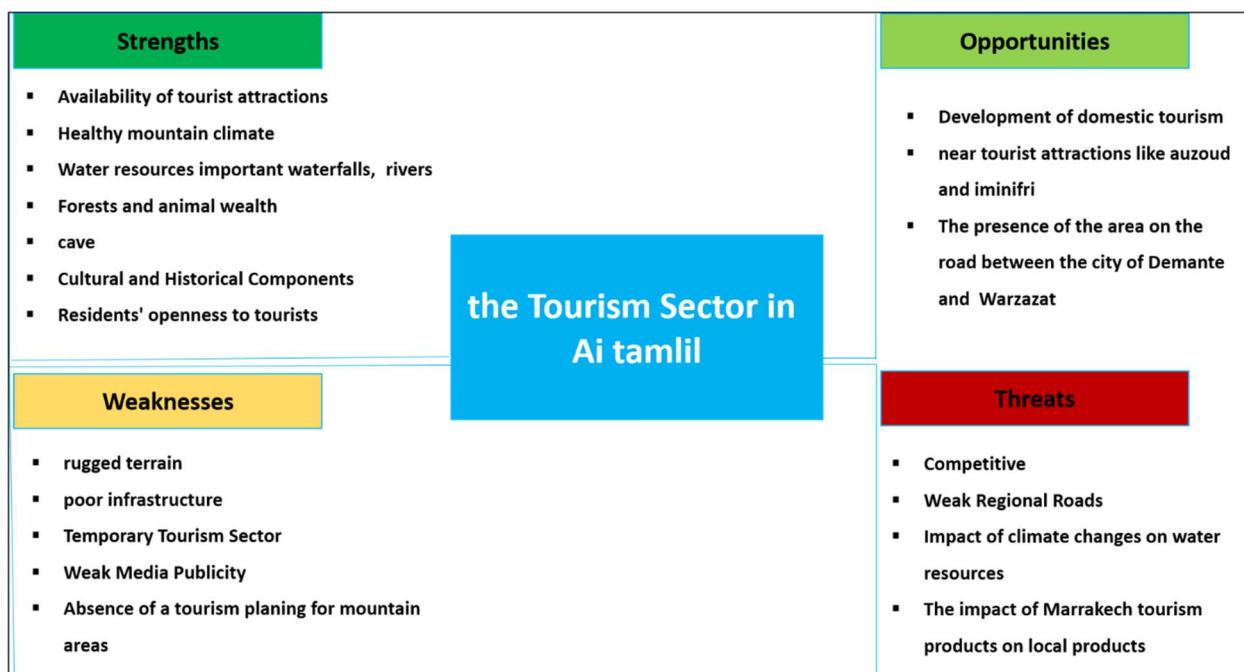 Strengths
▪ Availability of tourist attractions
▪ Healthy mountain climate
▪ Water resources important waterfalls, rivers
▪ Forests and animal wealth
▪ cave
▪ Cultural and Historical Components
▪ Residents' openness to tourists
Opportunities
▪ Development of domestic tourism
▪ near tourist attractions like auzoud
and iminifri
▪ The presence of the area on the
road between the city of Demante
and Warzazat
the Tourism Sector in
Ai tamlil
Weaknesses
▪ rugged terrain
▪ poor infrastructure
▪ Temporary Tourism Sector
▪ Weak Media Publicity
▪ Absence of a tourism planing for mountain
areas
Threats
▪ Competitive
▪ Weak Regional Roads
▪ Impact of climate changes on water
resources
▪ The impact of Marrakech tourism
products on local products